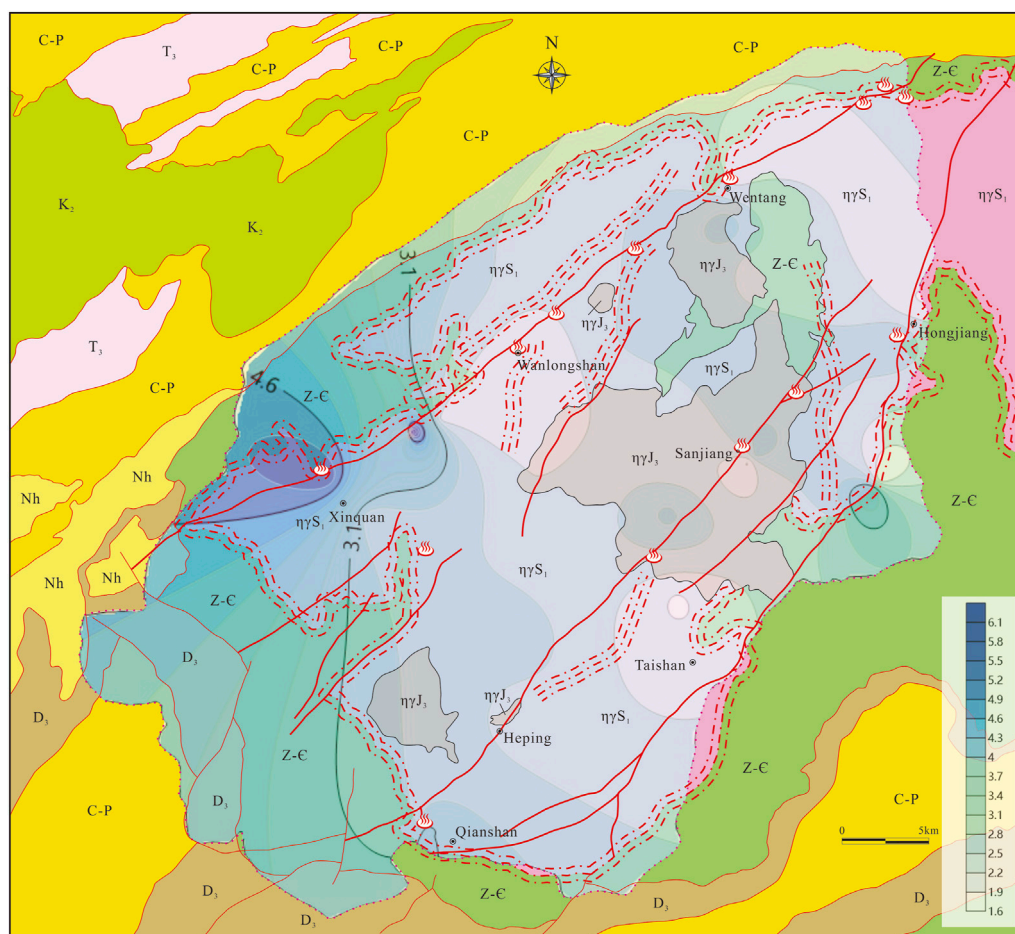 C-P
T₃
C-P
C-P
N
C-P
Z-Є
C-P
K₂
K₂
ηγS₁
ηγS₁
Wentang
3.1
ηγS₁
ηγJ₃
Z-Є
ηγJ₃
Hongjiang
T₃
Wanlongshan
ηγS₁
C-P
4.6
Z-Є
ηγJ₃
Sanjiang
Nh
Xinquan
ηγS₁
Z-Є
3.1
Nh
Nh
ηγS₁
Z-Є
D₃
Taishan
ηγJ₃
ηγJ₃
ηγS₁
D₃
Heping
Z-Є
Z-Є
C-P
D₃
C-P
Qianshan
0 5km
D₃
Z-Є
D₃
D₃
D₃
6.1
5.8
5.5
5.2
4.9
4.6
4.3
4
3.7
3.4
3.1
2.8
2.5
2.2
1.9
1.6